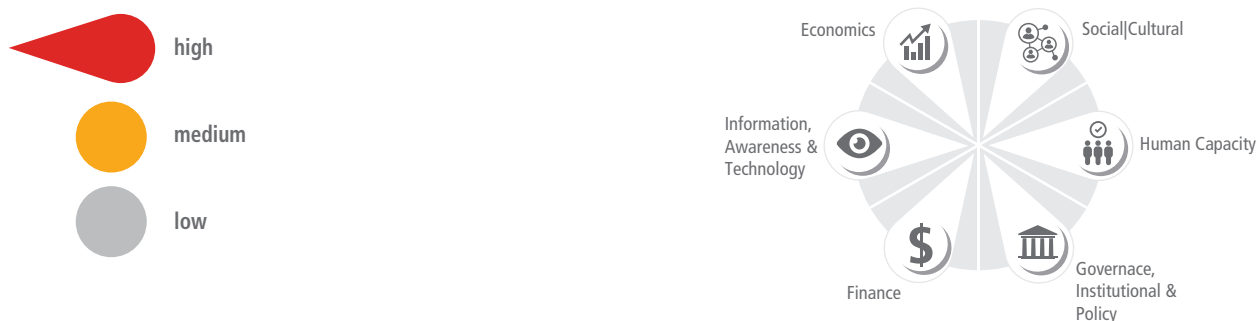 high
medium
low
Economics
Social|Cultural
Information,
Awareness &
Technology
Human Capacity
$
Finance
Governace,
Institutional &
Policy